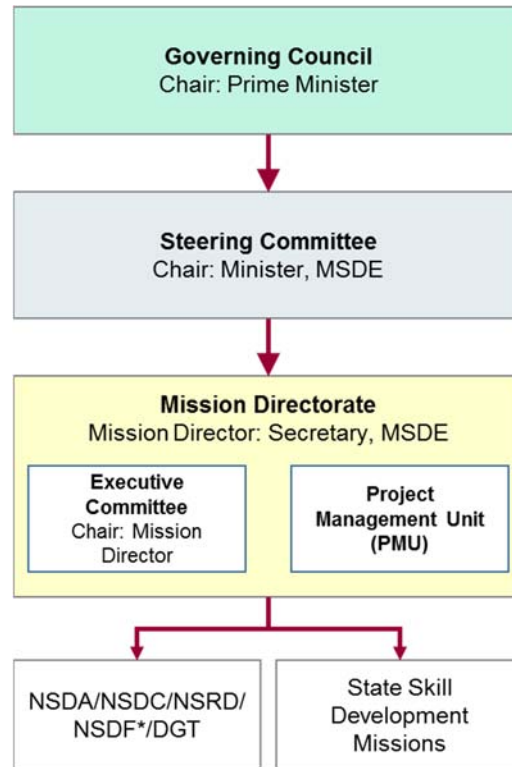 Governing Council
Chair: Prime Minister
Steering Committee
Chair: Minister, MSDE
Mission Directorate
Mission Director: Secretary, MSDE
Executive
Committee
Chair: Mission
Director
Project
Management Unit
(PMU)
NSDA/NSDC/NSRD/
NSDF*/DGT
State Skill
Development
Missions